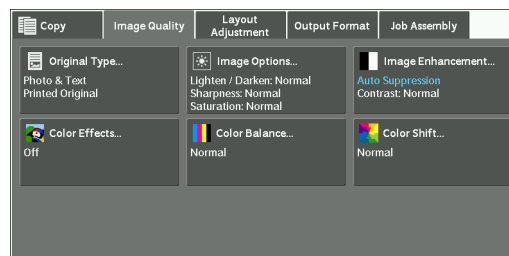 Copy
Image Quality
Layout
Adjustment
Output Format
Job Assembly
Original Type...
Photo & Text
Printed Original
Image Options...
Lighten / Darken: Normal
Sharpness: Normal
Saturation: Normal
Image Enhancement...
Auto Suppression
Contrast: Normal
Color Effects...
Off
Color Balance...
Normal
Color Shift...
Normal